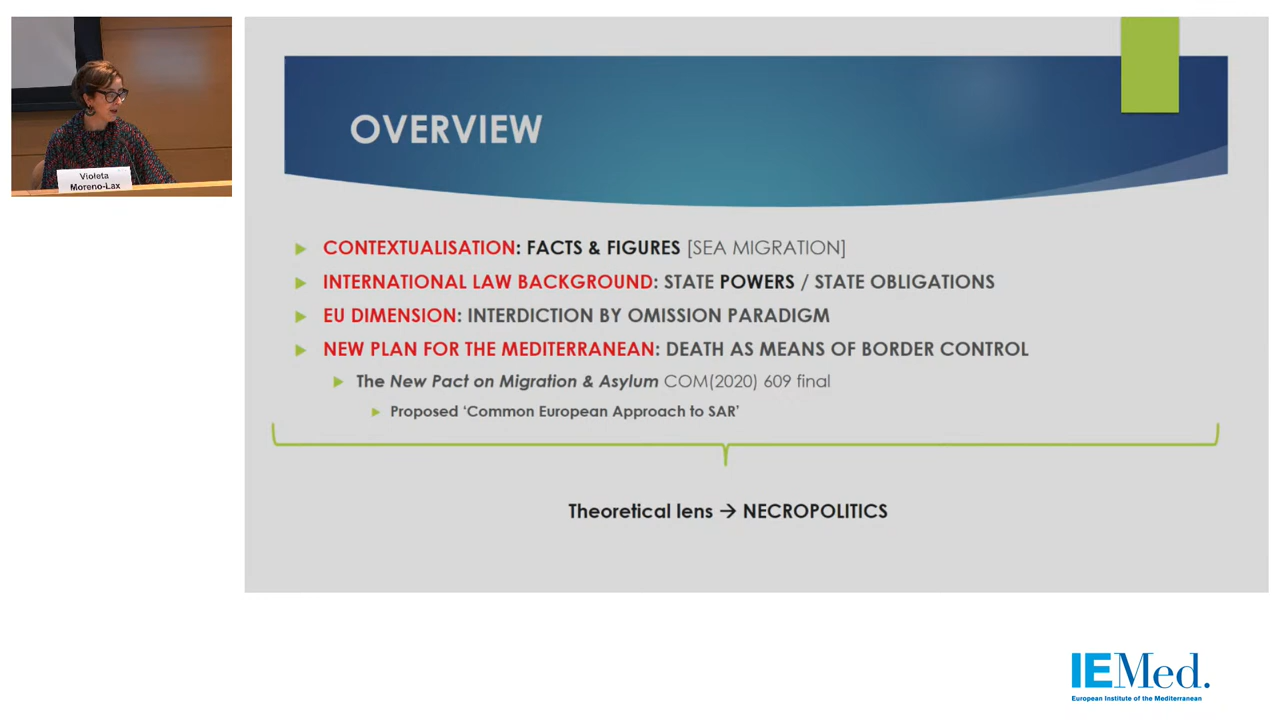 Violeta
Moreno-Lax
OVERVIEW
CONTEXTUALISATION: FACTS & FIGURES [SEA MIGRATION]
INTERNATIONAL LAW BACKGROUND: STATE POWERS / STATE OBLIGATIONS
EU DIMENSION: INTERDICTION BY OMISSION PARADIGM
NEW PLAN FOR THE MEDITERRANEAN: DEATH AS MEANS OF BORDER CONTROL
The New Pact on Migration & Asylum COM(2020) 609 final
Proposed ‘Common European Approach to SAR’
Theoretical lens → NECROPOLITICS
IEMed.
European Institute of the Mediterranean